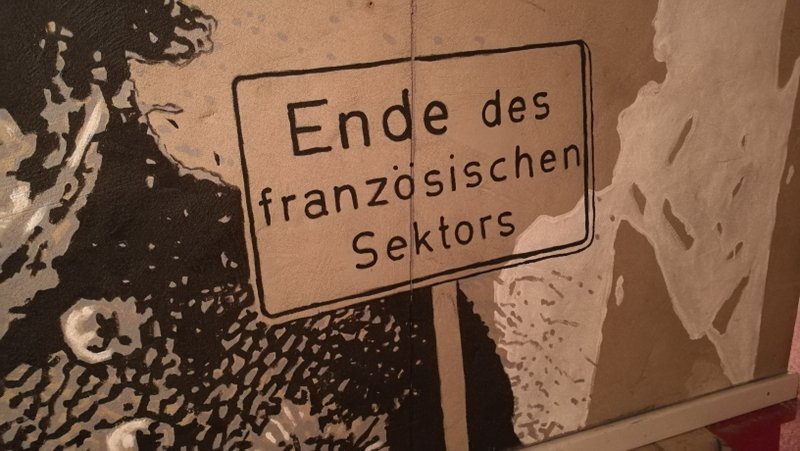 Ende des
französischen
Sektors